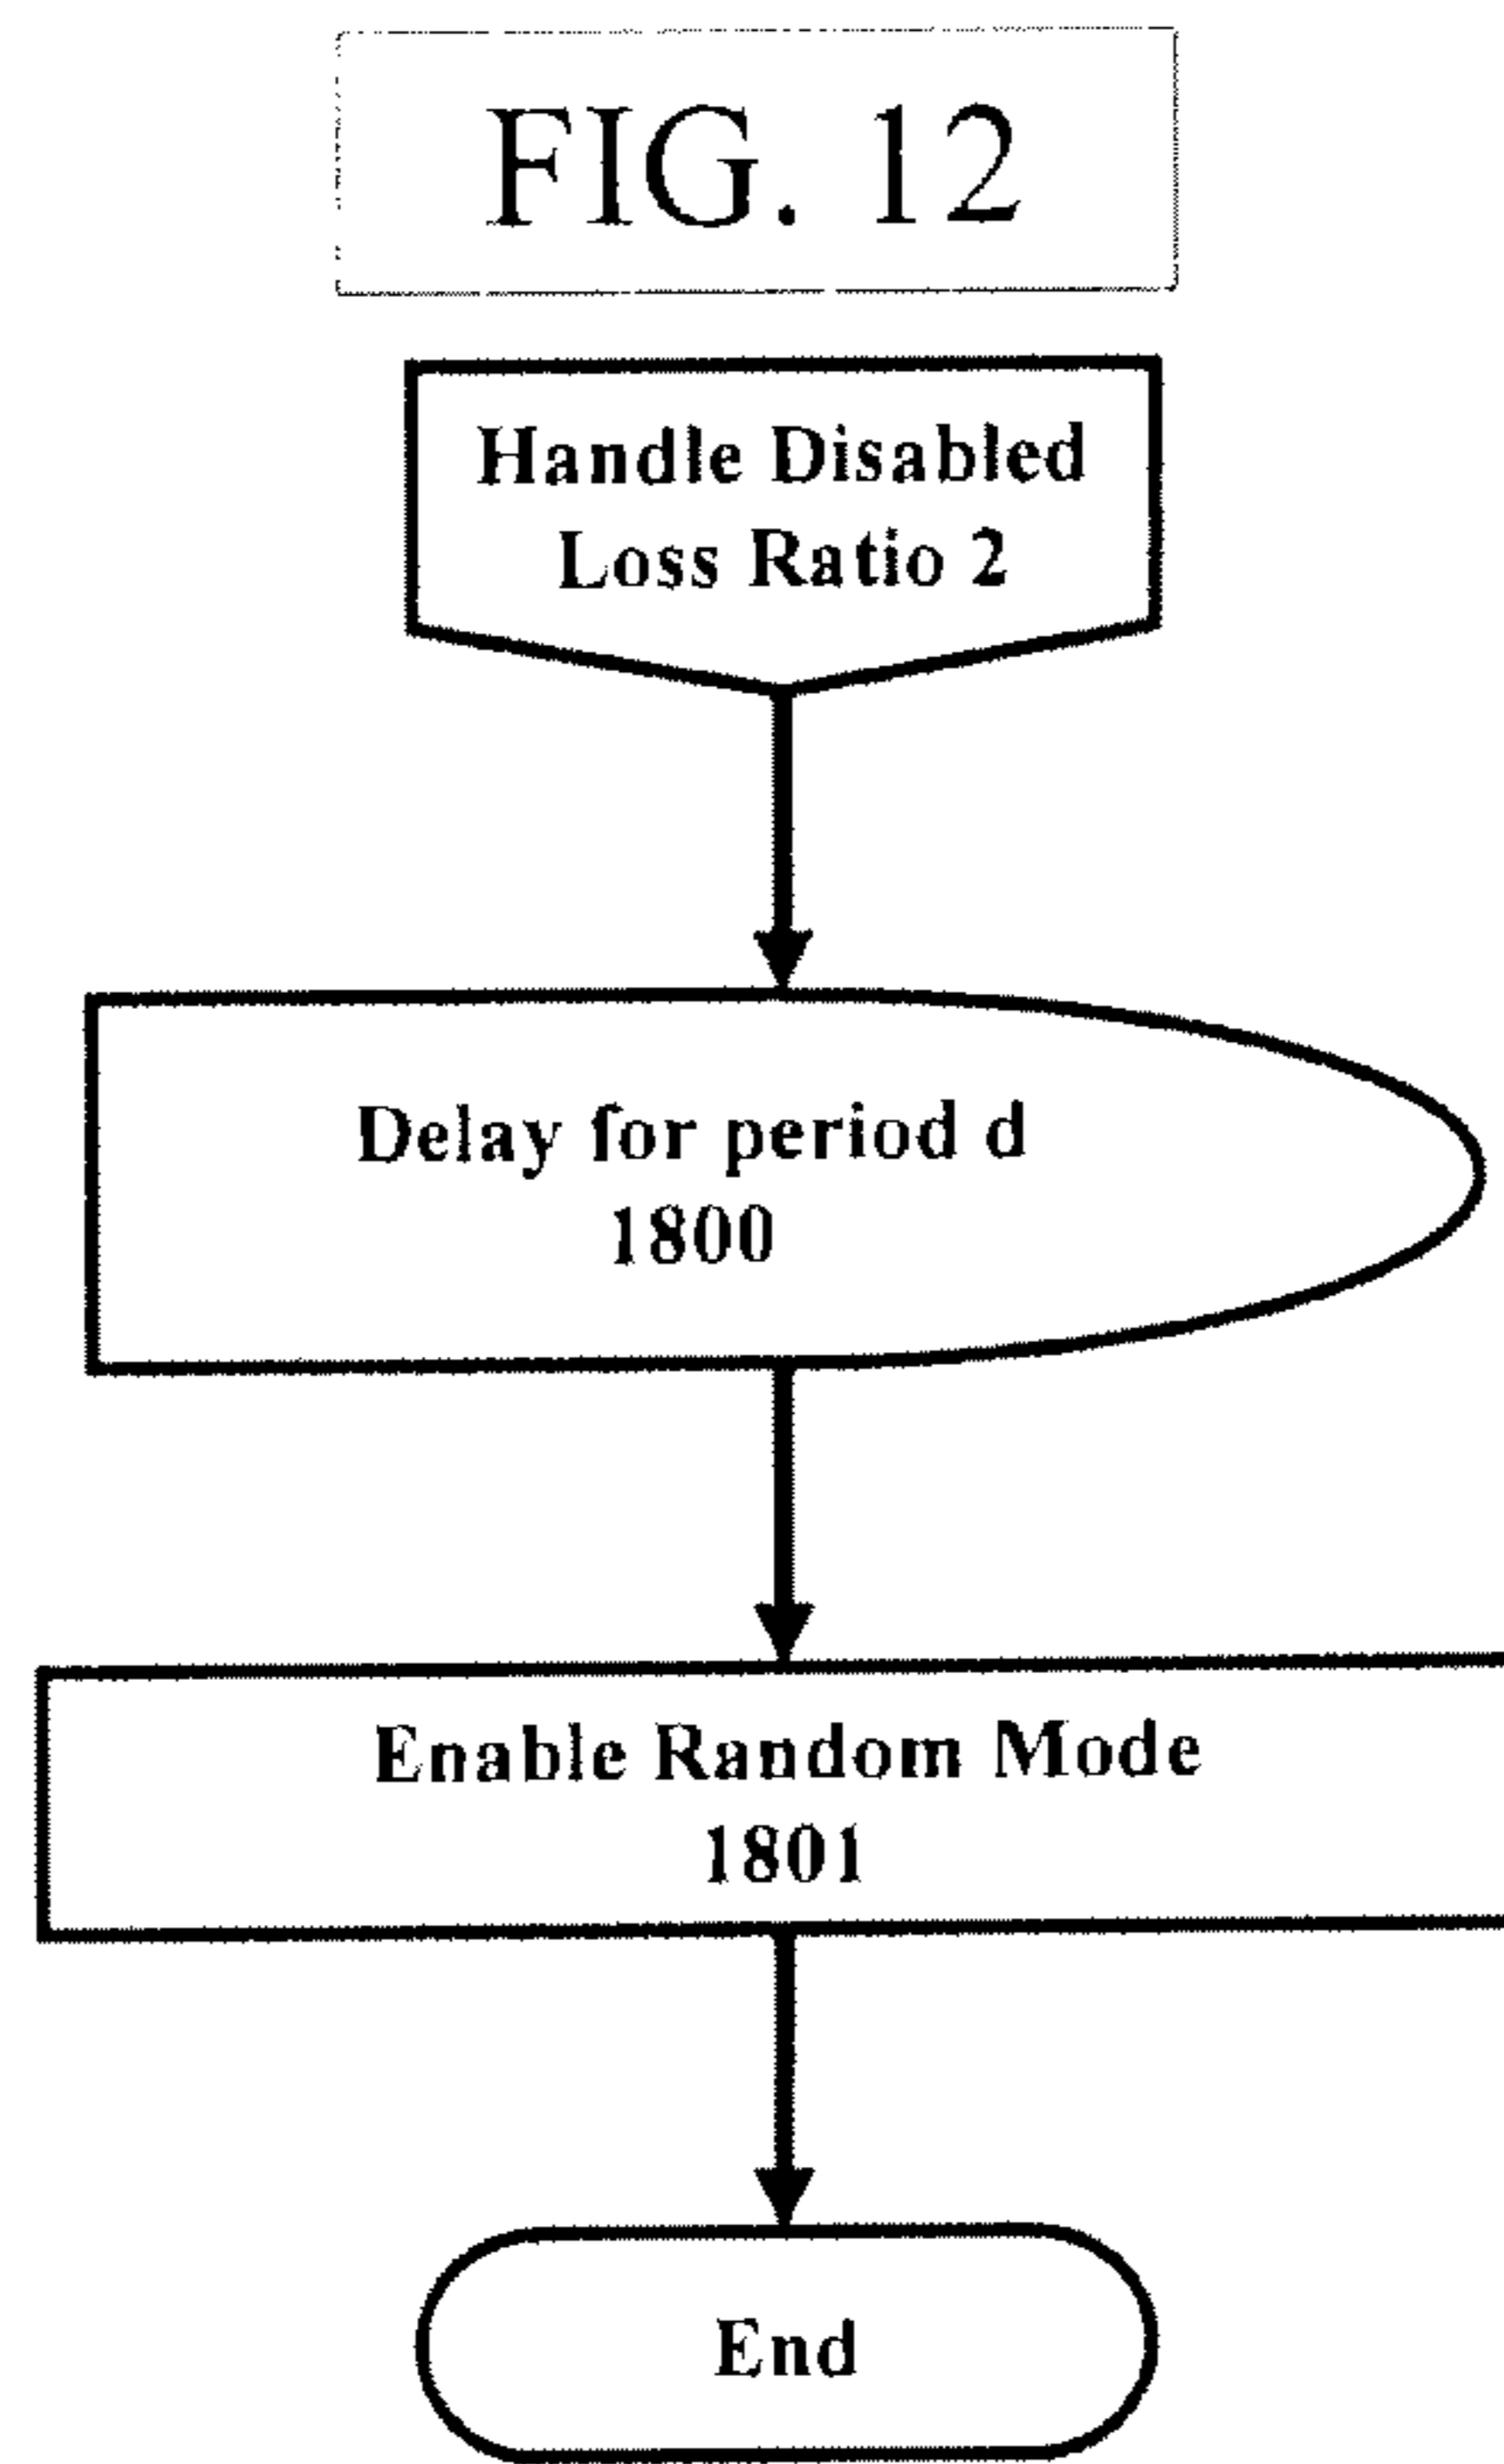 FIG. 12
Handle Disabled
Loss Ratio 2
Delay for period d
1800
Enable Random Mode
1801
End